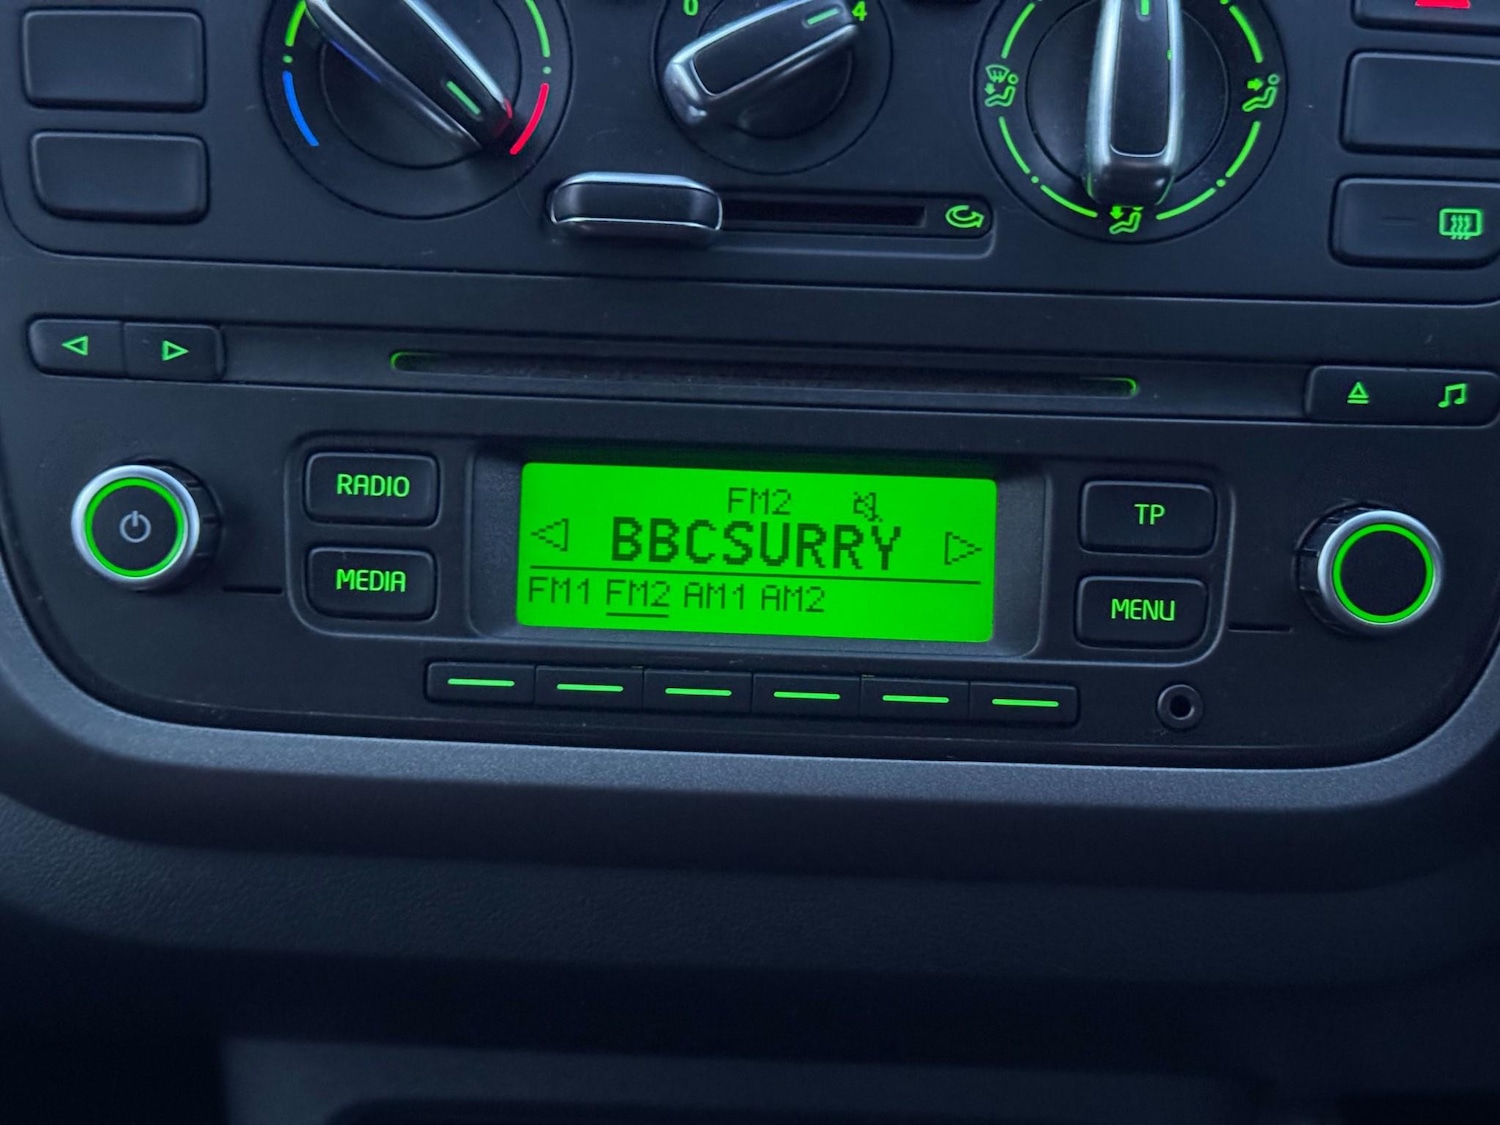 0 4
RADIO
MEDIA
FM2
BBCSURRY
FM1 FM2 AM1 AM2
TP
MENU